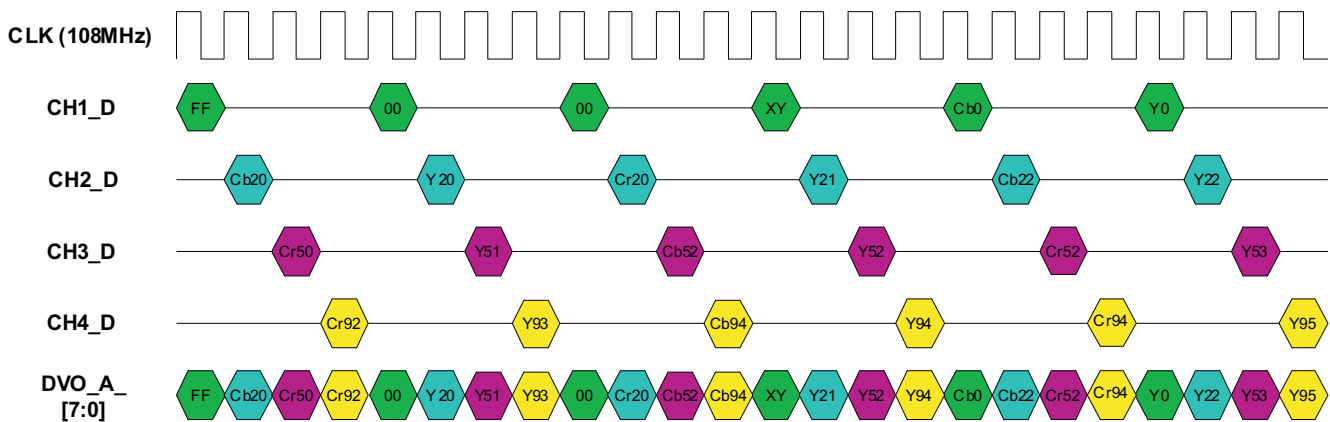 CLK (108MHz)
CH1_D FF 00 00 XY Cb0 Y0
CH2_D Cb20 Y20 Cr20 Y21 Cb22 Y22
CH3_D Cr50 Y51 Cb52 Y52 Cr52 Y53
CH4_D Cr92 Y93 Cb94 Y94 Cr94 Y95
DVO_A_
[7:0] FF Cb20 Cr50 Cr92 00 Y20 Y51 Y93 00 Cr20 Cb52 Cb94 XY Y21 Y52 Y94 Cb0 Cb22 Cr52 Cr94 Y0 Y22 Y53 Y95